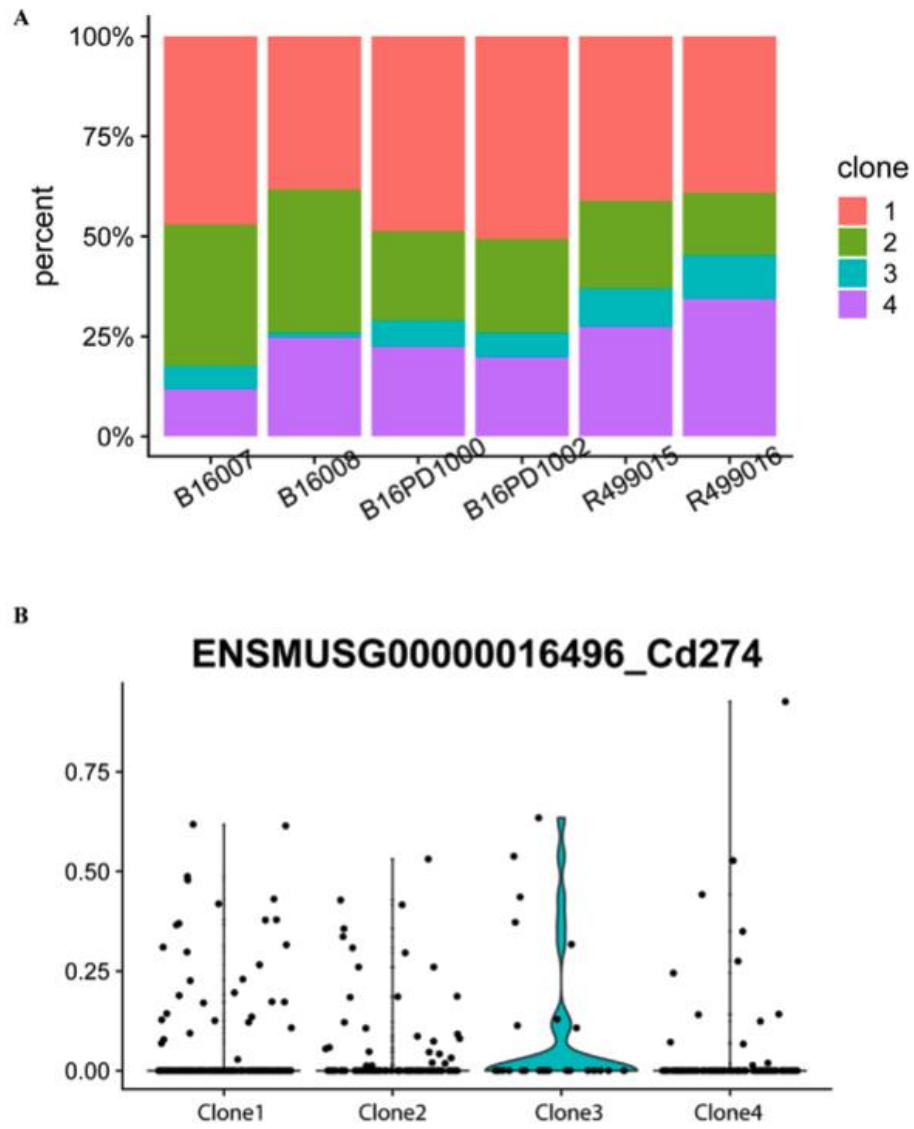 A
100%
75%
50%
25%
0%
percent
B16007
B16008
B16PD1000
B16PD1002
R499015
R499016
clone
1
2
3
4
B
ENSMUSG00000016496_Cd274
0.75
0.50
0.25
0.00
Clone1
Clone2
Clone3
Clone4